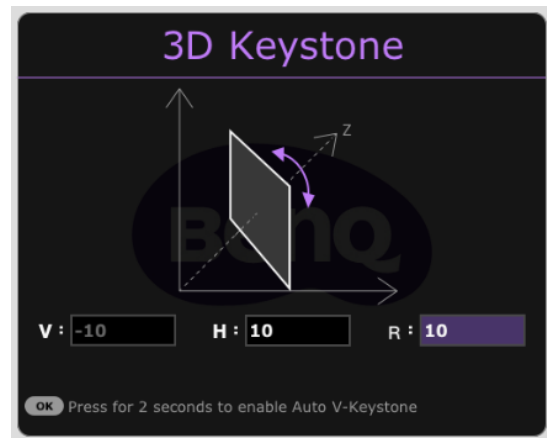 3D Keystone
Z
BenQ
V : -10 H : 10 R : 10
OK Press for 2 seconds to enable Auto V-Keystone